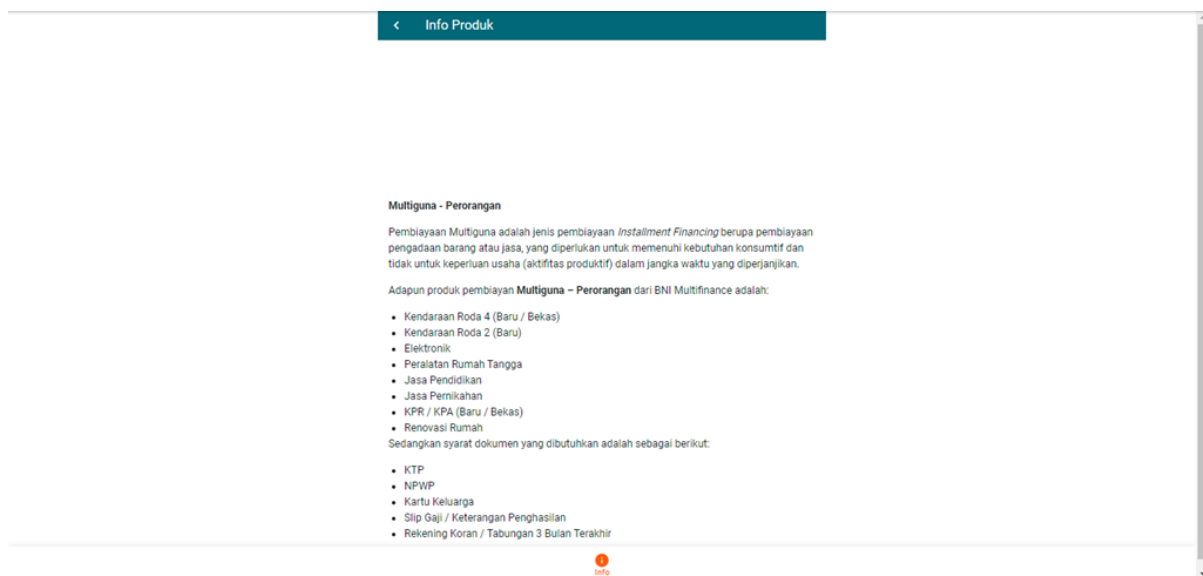 Info Produk
Multiguna - Perorangan
Pembiayaan Multiguna adalah jenis pembiayaan Installment Financing berupa pembiayaan
pengadaan barang atau jasa, yang diperlukan untuk memenuhi kebutuhan konsumtif dan
tidak untuk keperluan usaha (aktifitas produktif) dalam jangka waktu yang diperjanjikan.
Adapun produk pembiayan Multiguna – Perorangan dari BNI Multifinance adalah:
• Kendaraan Roda 4 (Baru / Bekas)
• Kendaraan Roda 2 (Baru)
• Elektronik
• Peralatan Rumah Tangga
• Jasa Pendidikan
• Jasa Pernikahan
• KPR / KPA (Baru / Bekas)
• Renovasi Rumah
Sedangkan syarat dokumen yang dibutuhkan adalah sebagai berikut:
• KTP
• NPWP
• Kartu Keluarga
• Slip Gaji / Keterangan Penghasilan
• Rekening Koran / Tabungan 3 Bulan Terakhir
Info